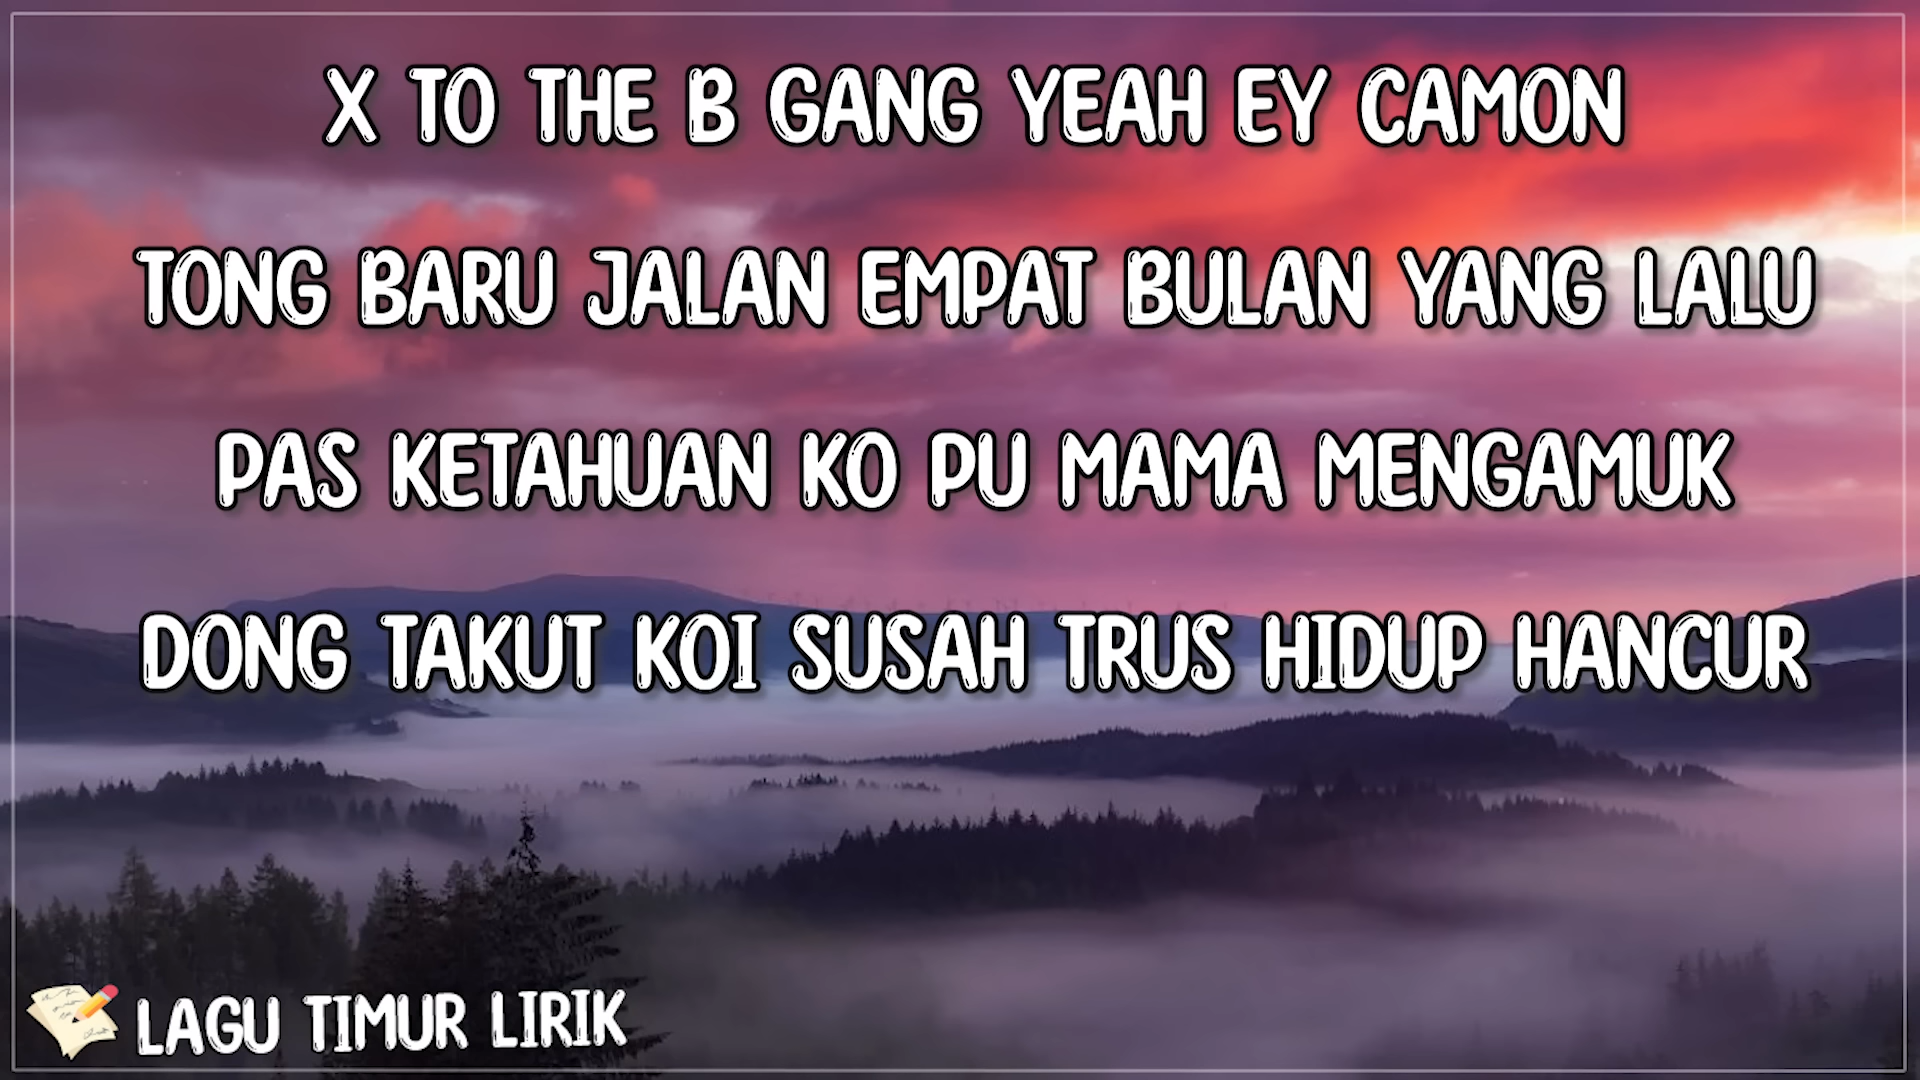 X TO THE B GANG YEAH EY CAMON
TONG BARU JALAN EMPAT BULAN YANG LALU
PAS KETAHUAN KO PU MAMA MENGAMUK
DONG TAKUT KOI SUSAH TRUS HIDUP HANCUR
LAGU TIMUR LIRIK